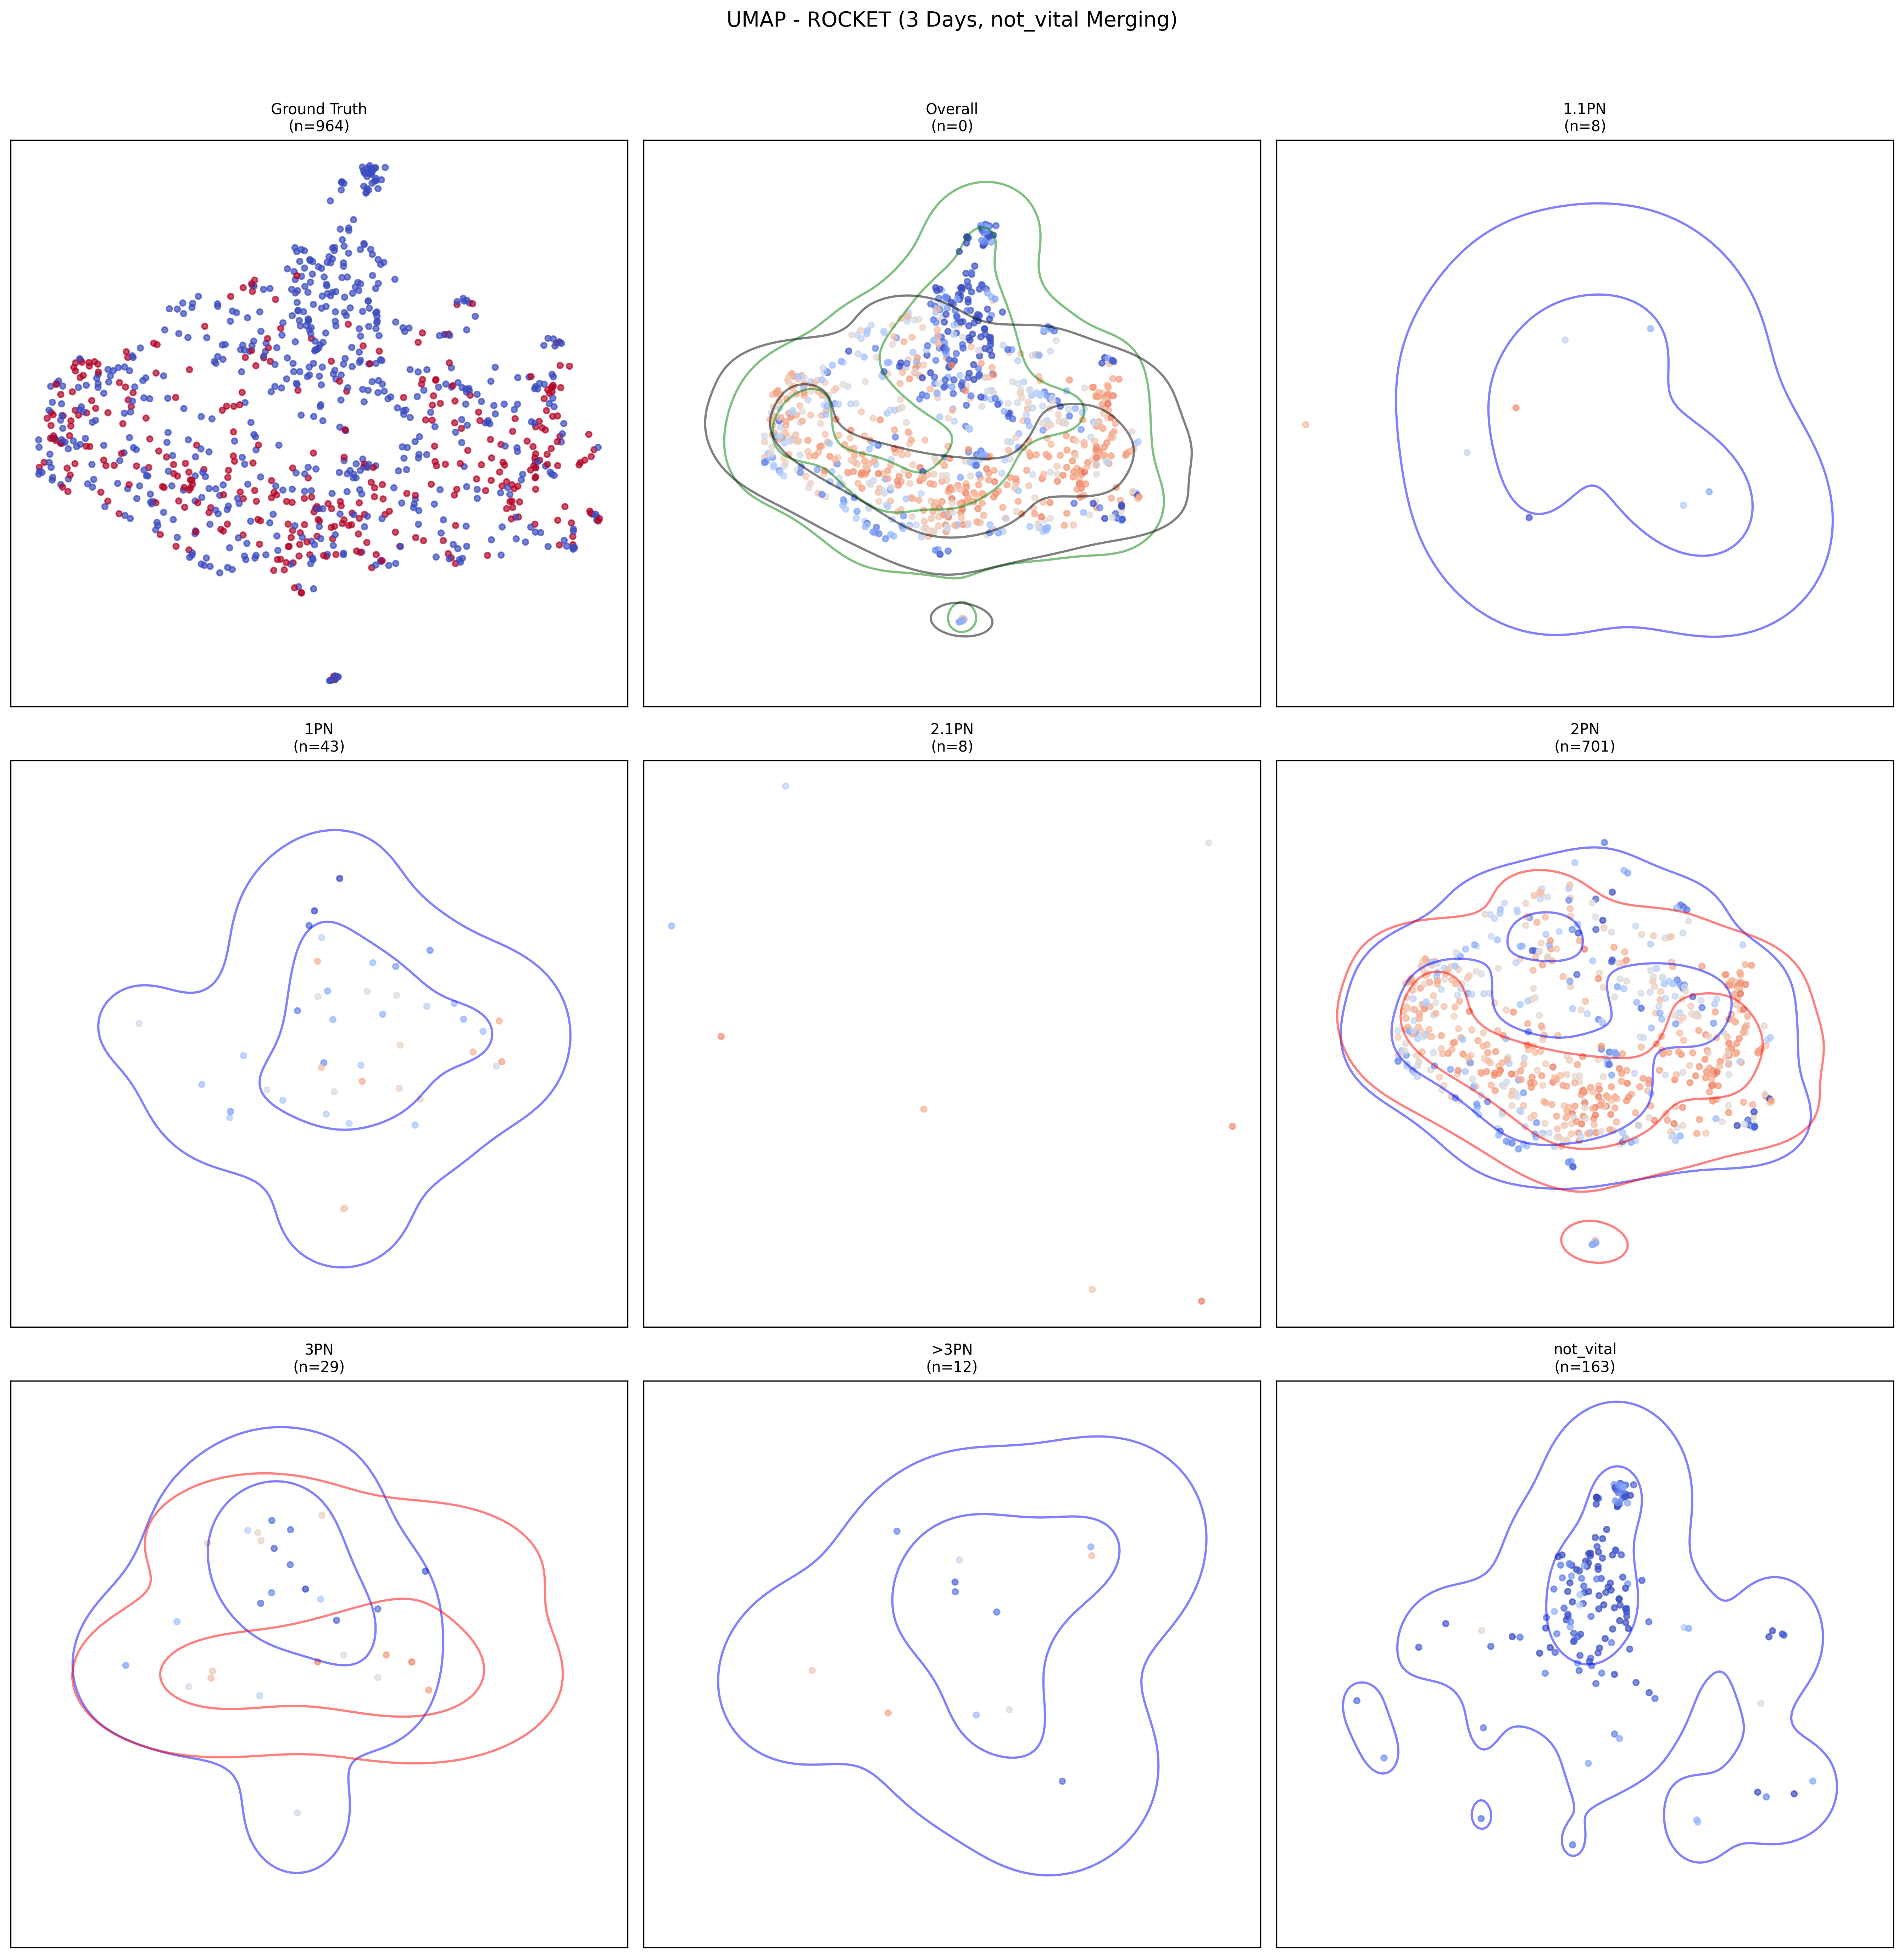 UMAP - ROCKET (3 Days, not_vital Merging)
Ground Truth
(n=964)
Overall
(n=0)
1.1PN
(n=8)
1PN
(n=43)
2.1PN
(n=8)
2PN
(n=701)
3PN
(n=29)
>3PN
(n=12)
not_vital
(n=163)